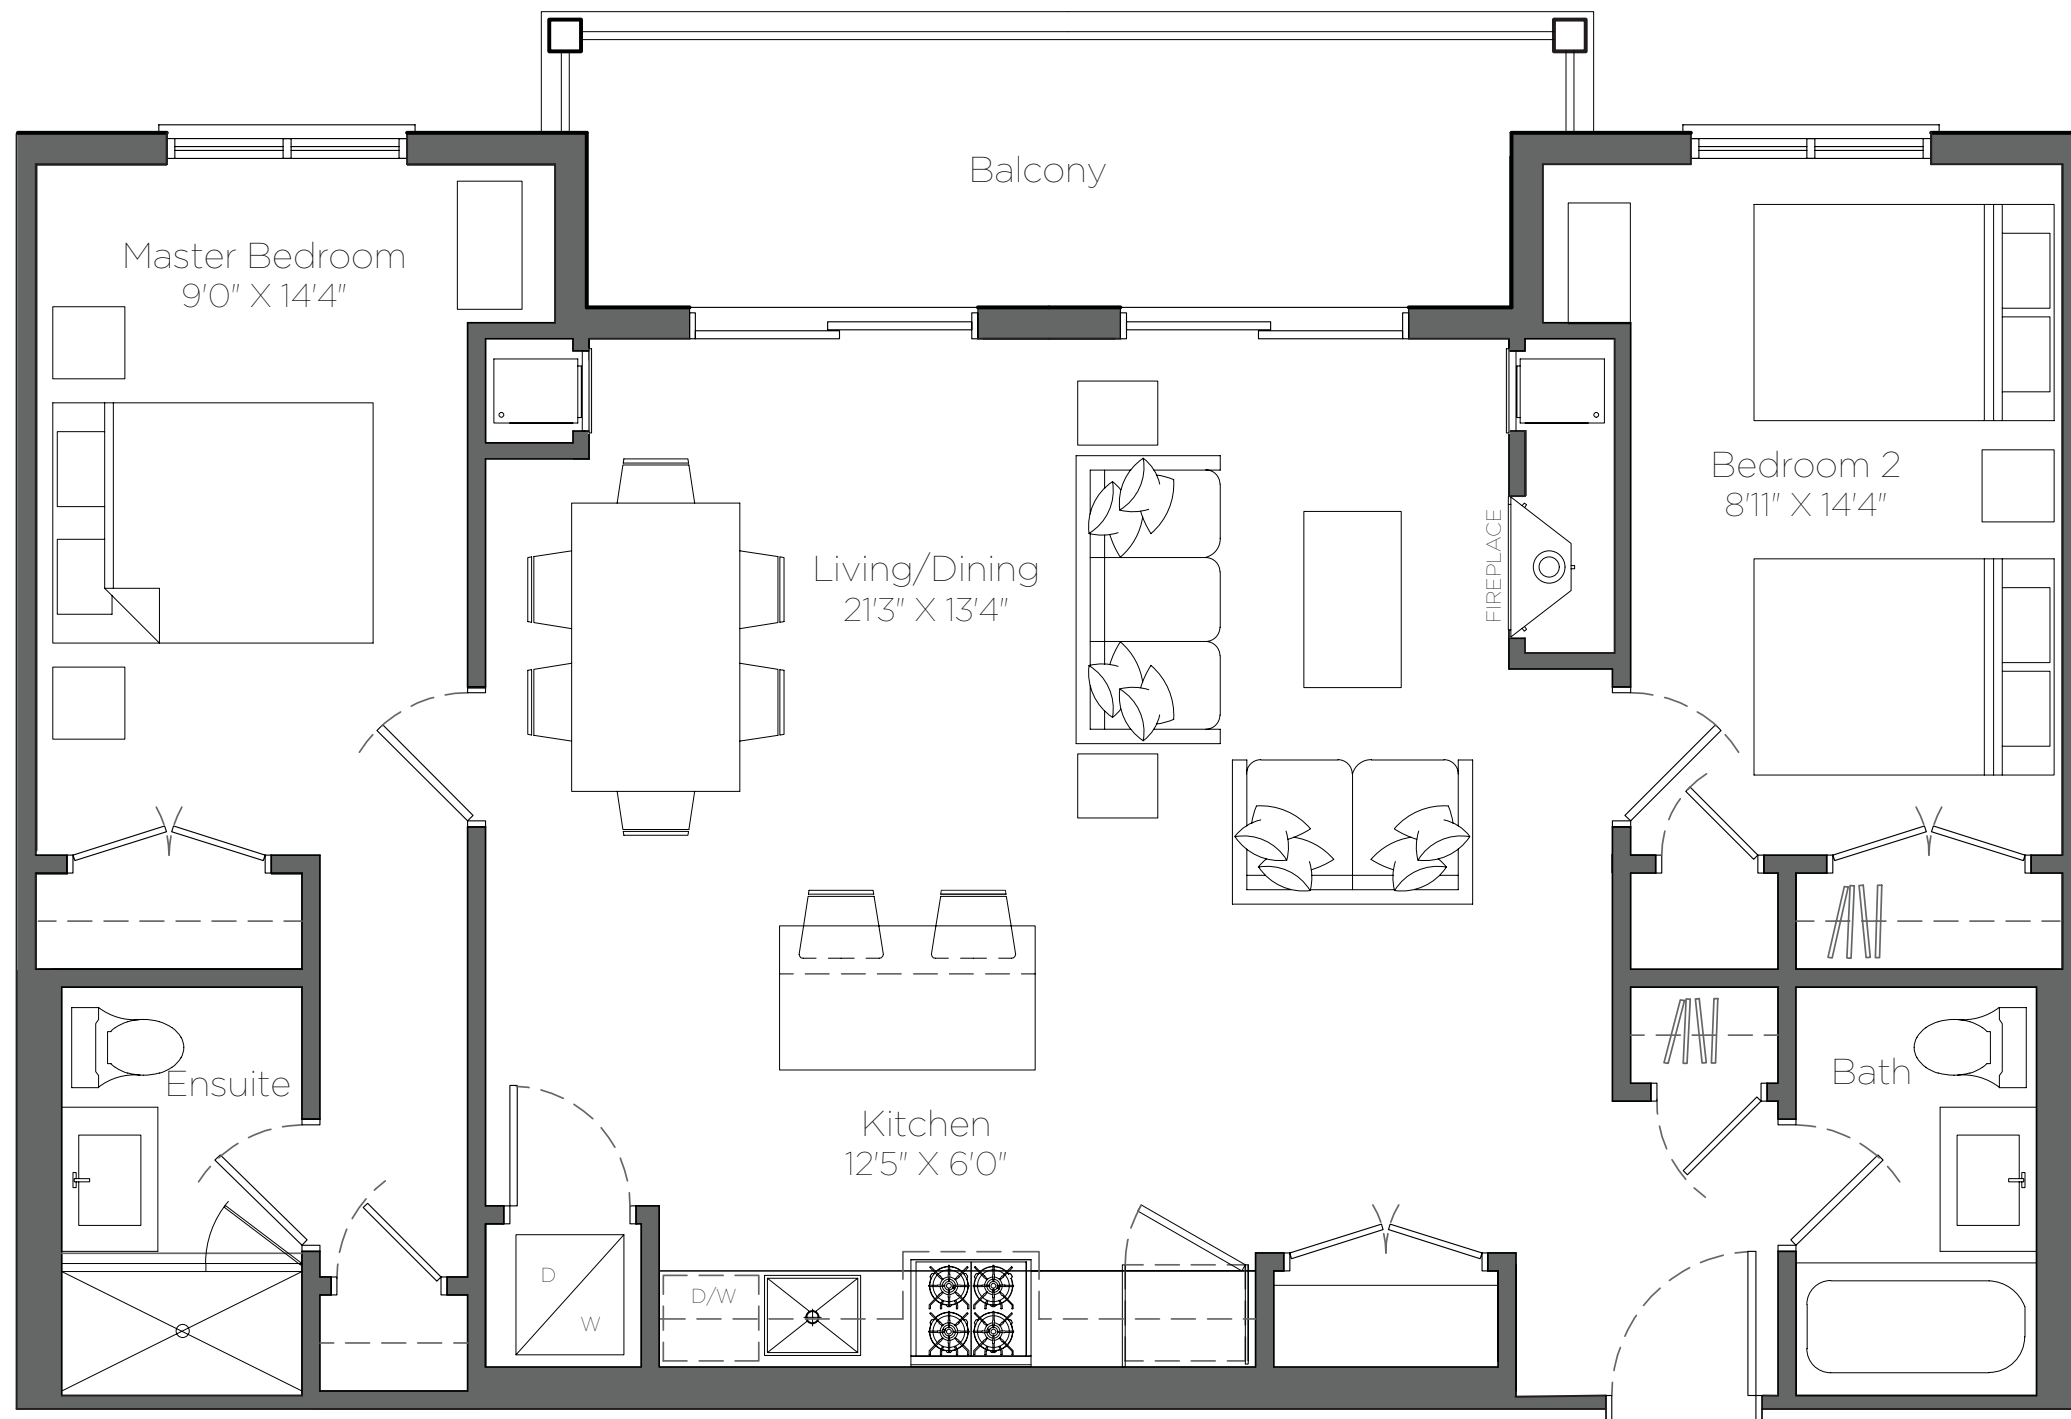 Balcony
Master Bedroom
9'0" X 14'4"
Bedroom 2
8'11" X 14'4"
Living/Dining
21'3" X 13'4"
FIREPLACE
Ensuite
Bath
Kitchen
12'5" X 6'0"
D
W
D/W